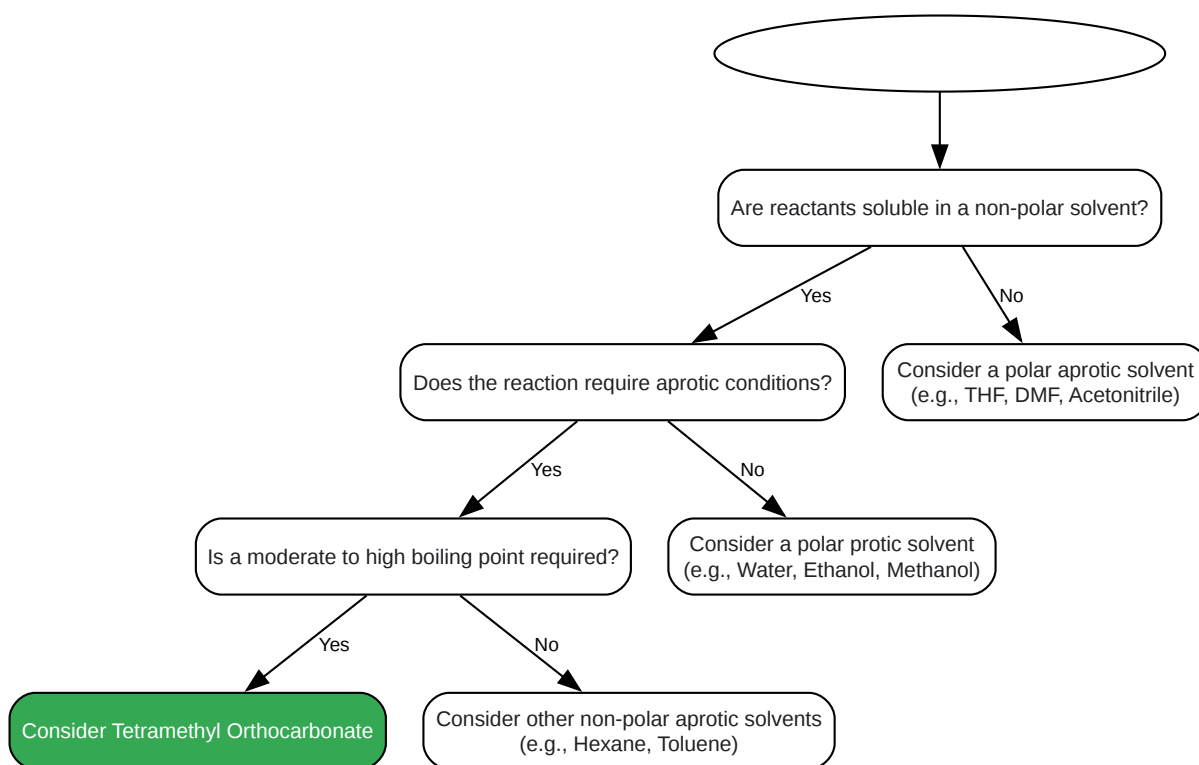 Are reactants soluble in a non-polar solvent?
Yes
No
Does the reaction require aprotic conditions?
Consider a polar aprotic solvent
(e.g., THF, DMF, Acetonitrile)
Yes
No
Is a moderate to high boiling point required?
Consider a polar protic solvent
(e.g., Water, Ethanol, Methanol)
Yes
No
Consider Tetramethyl Orthocarbonate
Consider other non-polar aprotic solvents
(e.g., Hexane, Toluene)